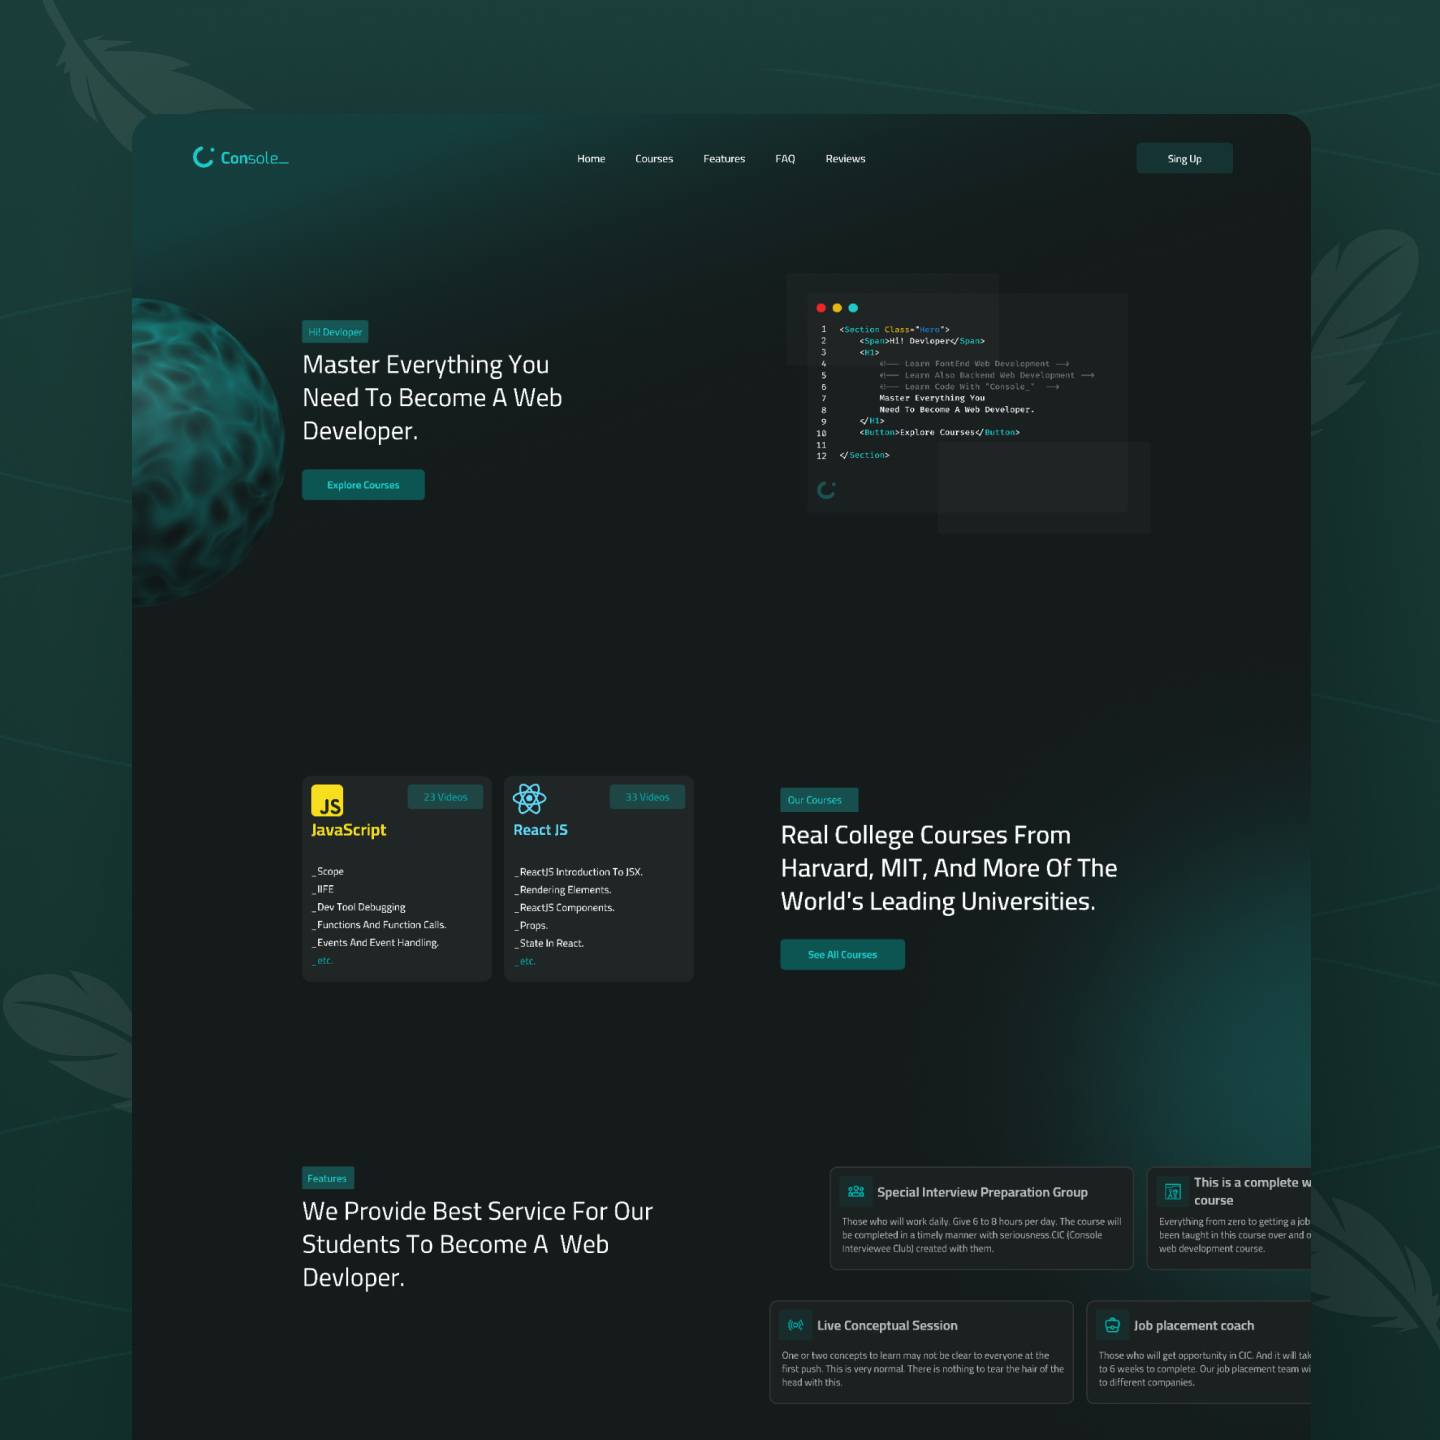 Console_
Home Courses Features FAQ Reviews
Sing Up
Hi! Devloper
Master Everything You
Need To Become A Web
Developer.
Explore Courses
1 <Section Class="Hero">
2 <Span>Hi! Devloper</Span>
3 <H1>
4 <!-- Learn FontEnd Web Development -->
5 <!-- Learn Also Backend Web Development -->
6 <!-- Learn Code With "Console_" -->
7 Master Everything You
8 Need To Become A Web Developer.
9 </H1>
10 <Button>Explore Courses</Button>
11
12 </Section>
JS
23 Videos
JavaScript
_Scope
_IIFE
_Dev Tool Debugging
_Functions And Function Calls.
_Events And Event Handling.
_etc.
33 Videos
React JS
_ReactJS Introduction To JSX.
_Rendering Elements.
_ReactJS Components.
_Props.
_State In React.
_etc.
Our Courses
Real College Courses From
Harvard, MIT, And More Of The
World's Leading Universities.
See All Courses
Features
We Provide Best Service For Our
Students To Become A Web
Devloper.
Special Interview Preparation Group
Those who will work daily. Give 6 to 8 hours per day. The course will
be completed in a timely manner with seriousness.CIC (Console
Interviewee Club) created with them.
This is a complete
course
Everything from zero to getting a job
been taught in this course over and
web development course.
Live Conceptual Session
One or two concepts to learn may not be clear to everyone at the
first push. This is very normal. There is nothing to tear the hair of the
head with this.
Job placement coach
Those who will get opportunity in CIC. And it will
to 6 weeks to complete. Our job placement team
to different companies.